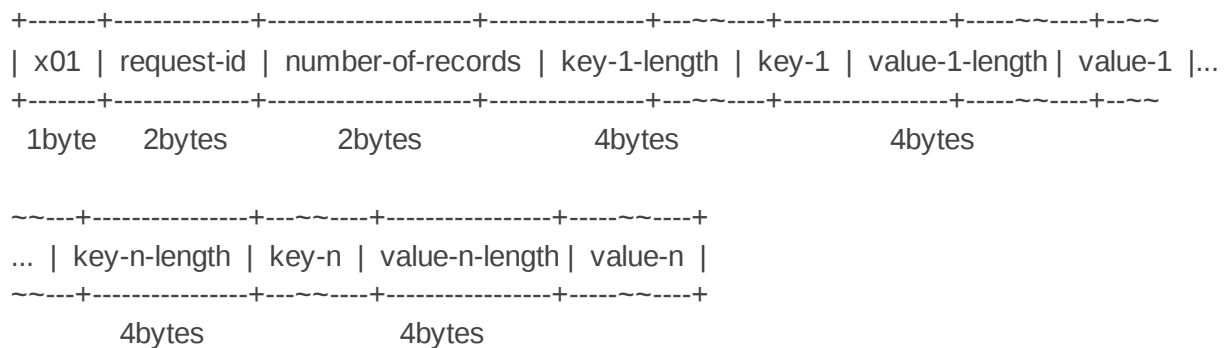 +-------+--------------+---------------------+----------------+---~~----+-----------------+-----~~----+--~~
| x01 | request-id | number-of-records | key-1-length | key-1 | value-1-length | value-1 |...
+-------+--------------+---------------------+----------------+---~~----+-----------------+-----~~----+--~~
1byte 2bytes 2bytes 4bytes 4bytes
~~---+----------------+---~~----+-----------------+-----~~----+
... | key-n-length | key-n | value-n-length | value-n |
~~---+----------------+---~~----+-----------------+-----~~----+
4bytes 4bytes